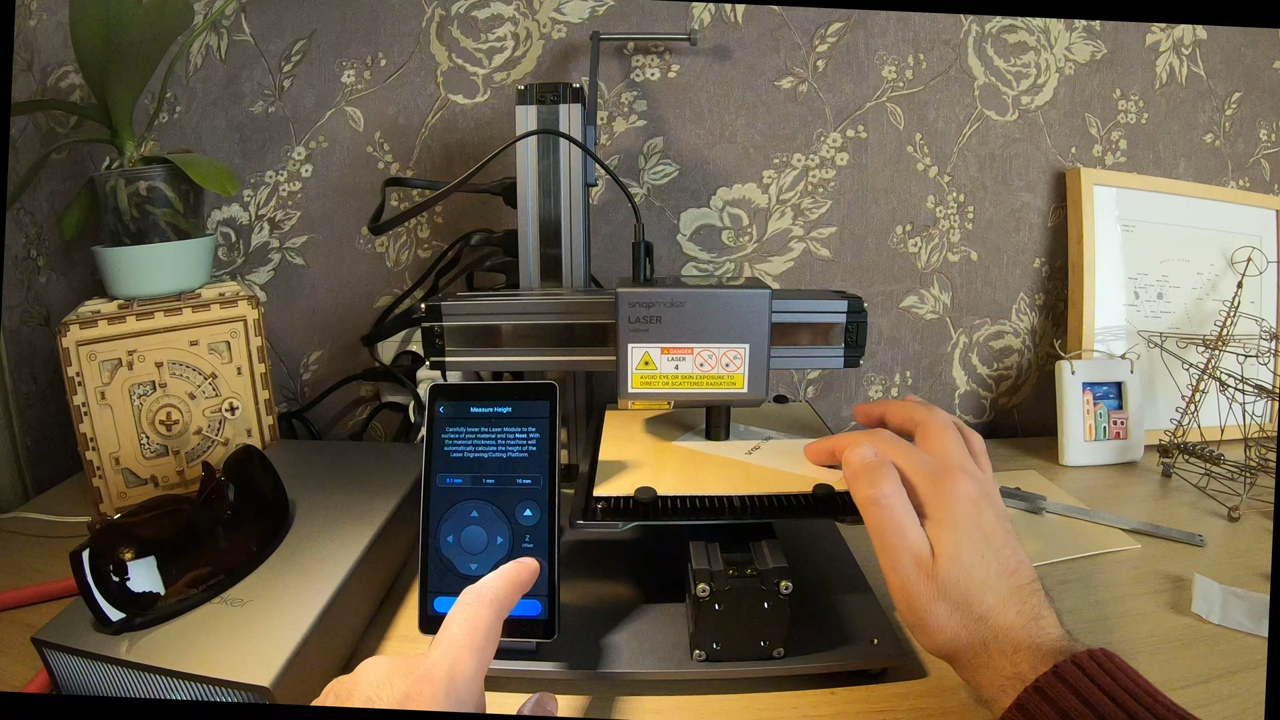 snapmaker
LASER
DANGER
LASER
4
AVOID EYE OR SKIN EXPOSURE TO
DIRECT OR SCATTERED RADIATION
Measure Height
Carefully lower the Laser Module to the
surface of your material and tap Next. With
the material thickness, the machine will
automatically calculate the height of the
Laser Engraving/Cutting Platform.
0.1 mm 1 mm 10 mm
Z
Offset